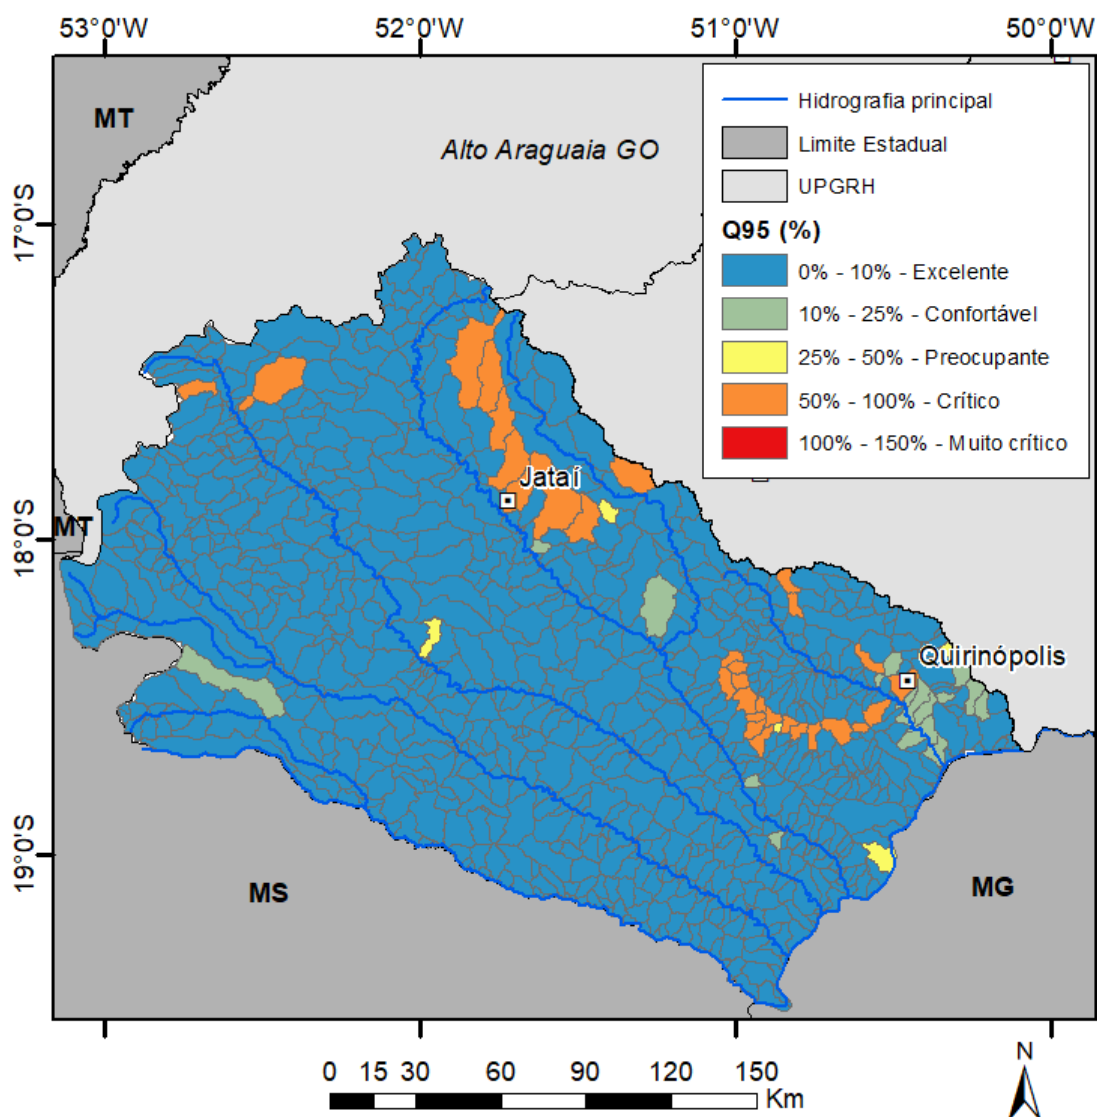 53°0'W 52°0'W 51°0'W 50°0'W
MT
Alto Araguaia GO
Hidrografia principal
Limite Estadual
UPGRH
Q95 (%)
0% - 10% - Excelente
10% - 25% - Confortável
25% - 50% - Preocupante
50% - 100% - Crítico
100% - 150% - Muito crítico
17°0'S
Jataí
MT
18°0'S
Quirinópolis
19°0'S
MS
MG
0 15 30 60 90 120 150
Km
N